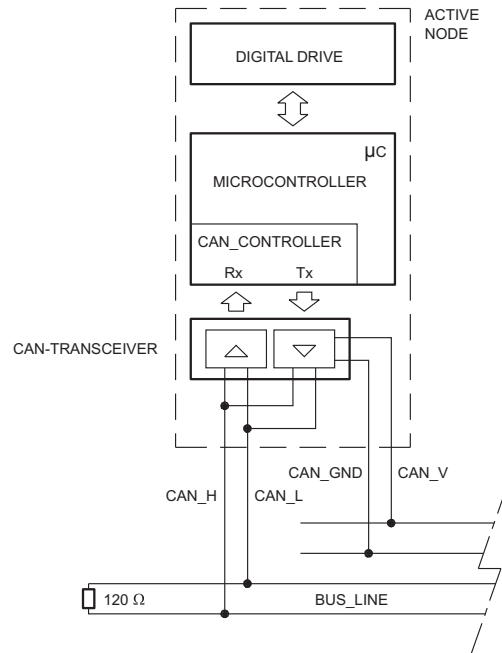 ACTIVE
NODE
DIGITAL DRIVE
μC
MICROCONTROLLER
CAN_CONTROLLER
Rx Tx
CAN-TRANSCEIVER
CAN_GND CAN_V
CAN_H CAN_L
120 Ω BUS_LINE